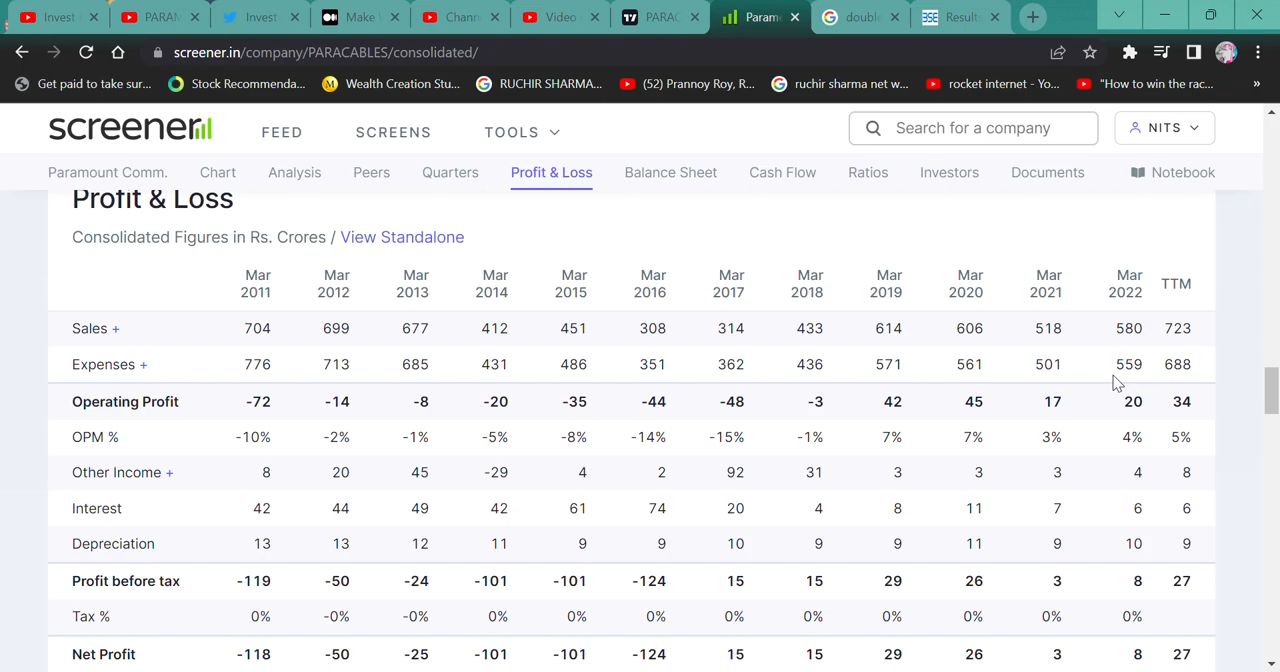 Invest PARAM Invest Make Chann Video PARAC Param double Results
screener.in/company/PARACABLES/consolidated/
Get paid to take sur... Stock Recommenda... Wealth Creation Stu... RUCHIR SHARMA... (52) Prannoy Roy, R... ruchir sharma net w... rocket internet - Yo... "How to win the rac... »
screener FEED SCREENS TOOLS Search for a company NITS
Paramount Comm. Chart Analysis Peers Quarters Profit & Loss Balance Sheet Cash Flow Ratios Investors Documents Notebook
Profit & Loss
Consolidated Figures in Rs. Crores / View Standalone
Mar Mar Mar Mar Mar Mar Mar Mar Mar Mar Mar Mar TTM
2011 2012 2013 2014 2015 2016 2017 2018 2019 2020 2021 2022
Sales + 704 699 677 412 451 308 314 433 614 606 518 580 723
Expenses + 776 713 685 431 486 351 362 436 571 561 501 559 688
Operating Profit -72 -14 -8 -20 -35 -44 -48 -3 42 45 17 20 34
OPM % -10% -2% -1% -5% -8% -14% -15% -1% 7% 7% 3% 4% 5%
Other Income + 8 20 45 -29 4 2 92 31 3 3 3 4 8
Interest 42 44 49 42 61 74 20 4 8 11 7 6 6
Depreciation 13 13 12 11 9 9 10 9 9 11 9 10 9
Profit before tax -119 -50 -24 -101 -101 -124 15 15 29 26 3 8 27
Tax % 0% -0% -0% 0% 0% 0% 0% 0% 0% 0% 0% 0%
Net Profit -118 -50 -25 -101 -101 -124 15 15 29 26 3 8 27